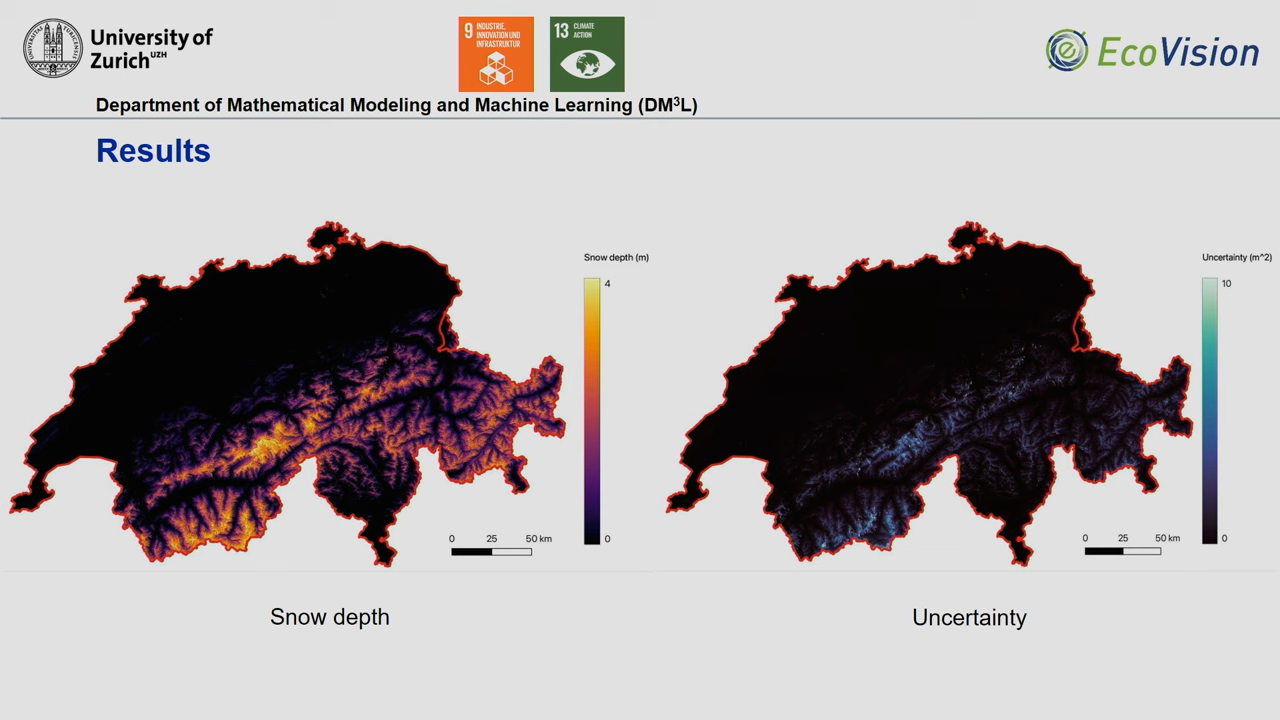 University of
Zurich UZH
9 INDUSTRIE,
INNOVATION UND
INFRASTRUKTUR
13 CLIMATE
ACTION
EcoVision
Department of Mathematical Modeling and Machine Learning (DM³L)
Results
Snow depth (m)
4
0
0 25 50 km
Uncertainty (m^2)
10
0
0 25 50 km
Snow depth
Uncertainty